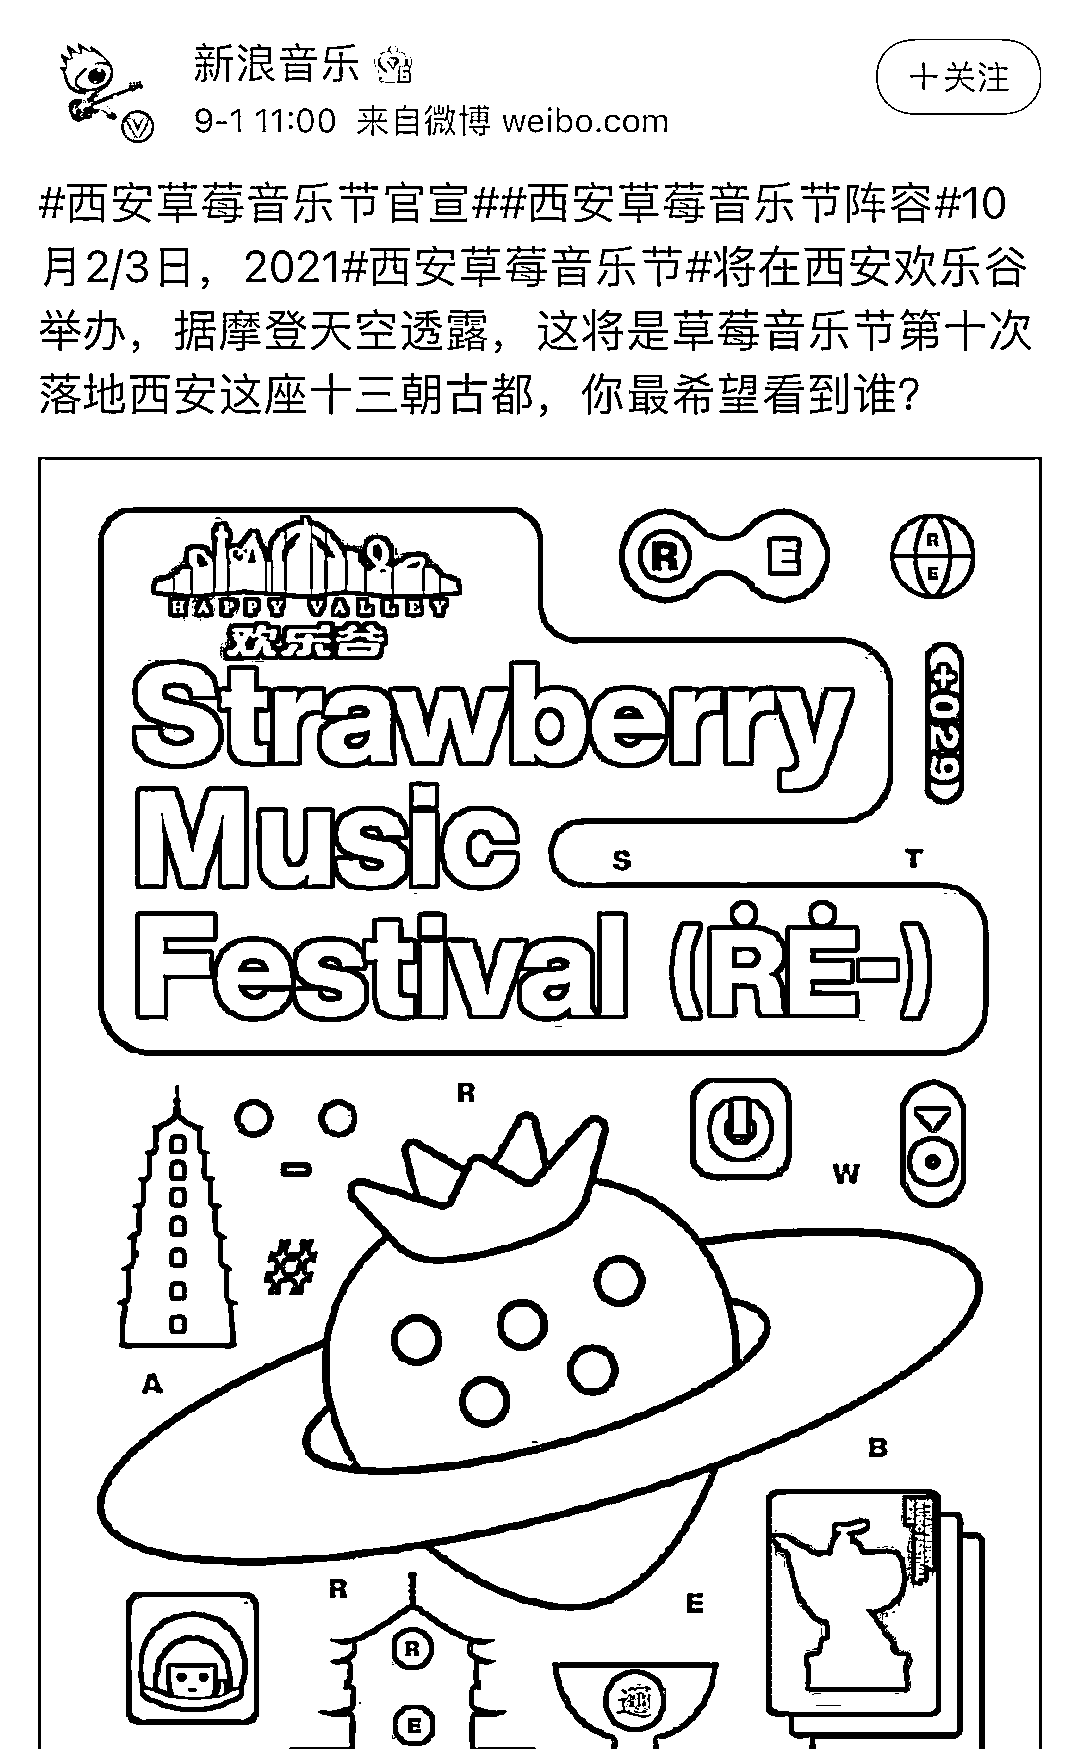 新浪音乐
+关注
9-1 11:00 来自微博 weibo.com
#西安草莓音乐节官宣##西安草莓音乐节阵容#10
月2/3日，2021#西安草莓音乐节#将在西安欢乐谷
举办，据摩登天空透露，这将是草莓音乐节第十次
落地西安这座十三朝古都，你最希望看到谁？
HAPPY VALLEY
欢乐谷
R E
R
E
Strawberry
+029
Music
S T
Festival (RE-)
R
W
#
A
B
R
E
R
E